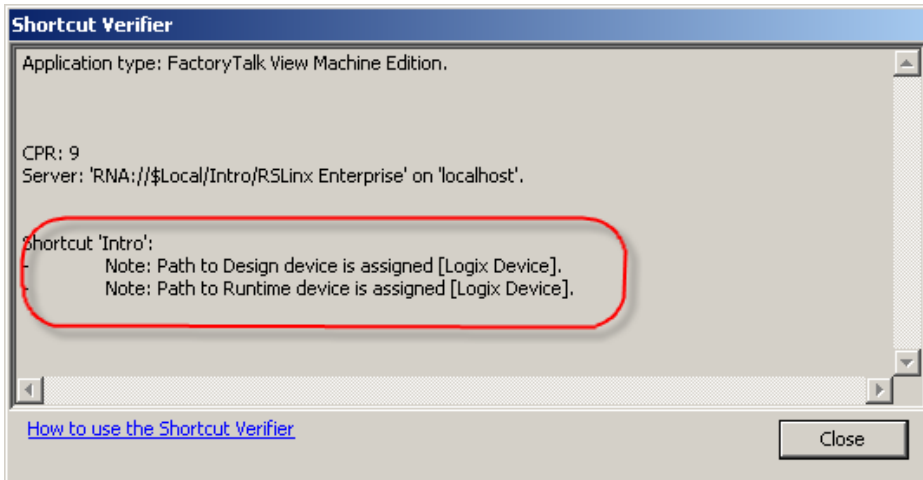 Shortcut Verifier
Application type: FactoryTalk View Machine Edition.
CPR: 9
Server: 'RNA://$Local/Intro/RSLinx Enterprise' on 'localhost'.
Shortcut 'Intro':
- Note: Path to Design device is assigned [Logix Device].
- Note: Path to Runtime device is assigned [Logix Device].
How to use the Shortcut Verifier
Close